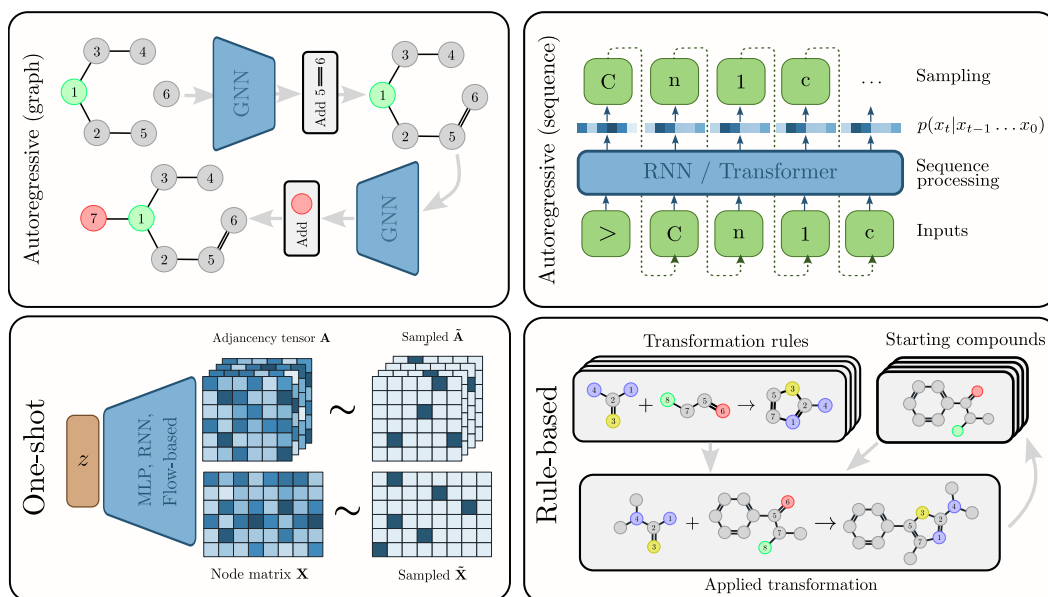 Autoregressive (graph)
3 4
1
6
2 5
GNN
Add 5 6
3 4
1
6
2 5
GNN
Add
3 4
7 1
6
2 5
Autoregressive (sequence)
C n 1 c ... Sampling
p(x_t|x_{t-1} ... x_0)
RNN / Transformer
Sequence
processing
> C n 1 c Inputs
One-shot
z
MLP, RNN,
Flow-based
Adjancency tensor A
Sampled Ã
~
~
Node matrix X
Sampled X̃
Rule-based
Transformation rules
Starting compounds
4 1
2
3
+
8
7 5
6
→
3
5 2 4
7 1
4 1
2
3
+
6
5
7
8
→
3 4
5 2
7 1
Applied transformation